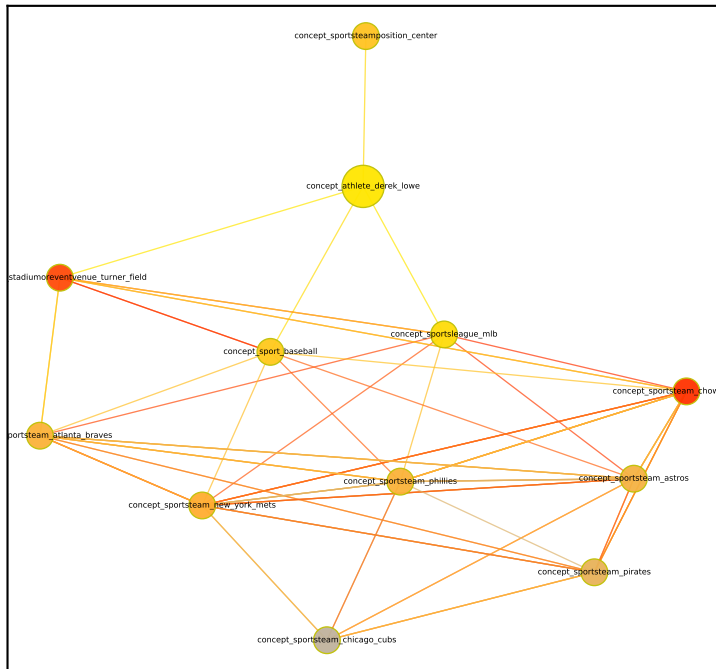 concept_sportsteamposition_center
concept_athlete_derek_lowe
stadiumoreventvenue_turner_field
concept_sportsleague_mlb
concept_sport_baseball
concept_sportsteam_chow
portsteam_atlanta_braves
concept_sportsteam_phillies
concept_sportsteam_astros
concept_sportsteam_new_york_mets
concept_sportsteam_pirates
concept_sportsteam_chicago_cubs